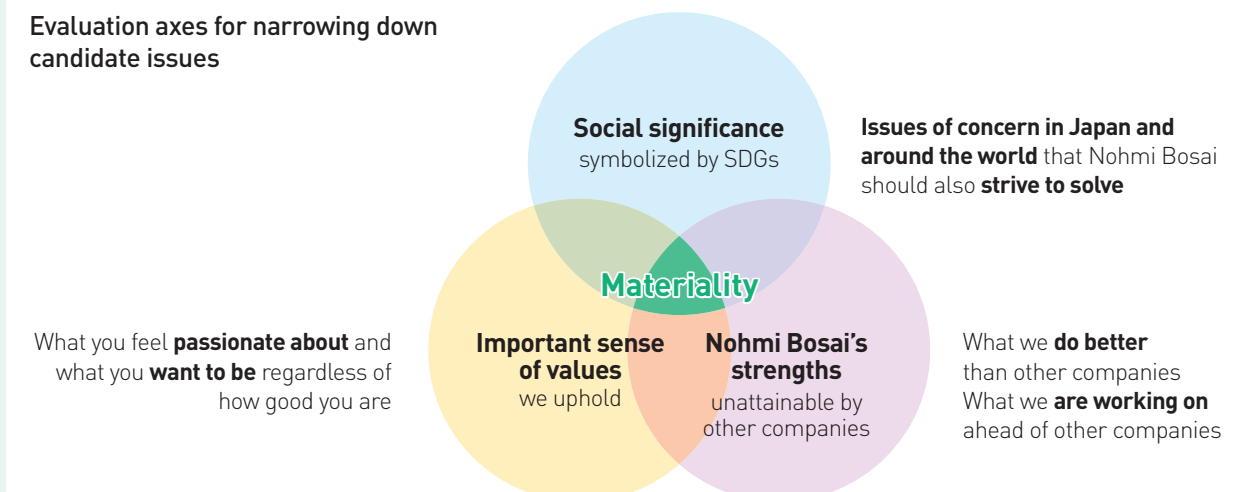 Evaluation axes for narrowing down
candidate issues
Social significance
symbolized by SDGs
Issues of concern in Japan and
around the world that Nohmi Bosai
should also strive to solve
Materiality
What you feel passionate about and
what you want to be regardless of
how good you are
Important sense
of values
we uphold
Nohmi Bosai’s
strengths
unattainable by
other companies
What we do better
than other companies
What we are working on
ahead of other companies